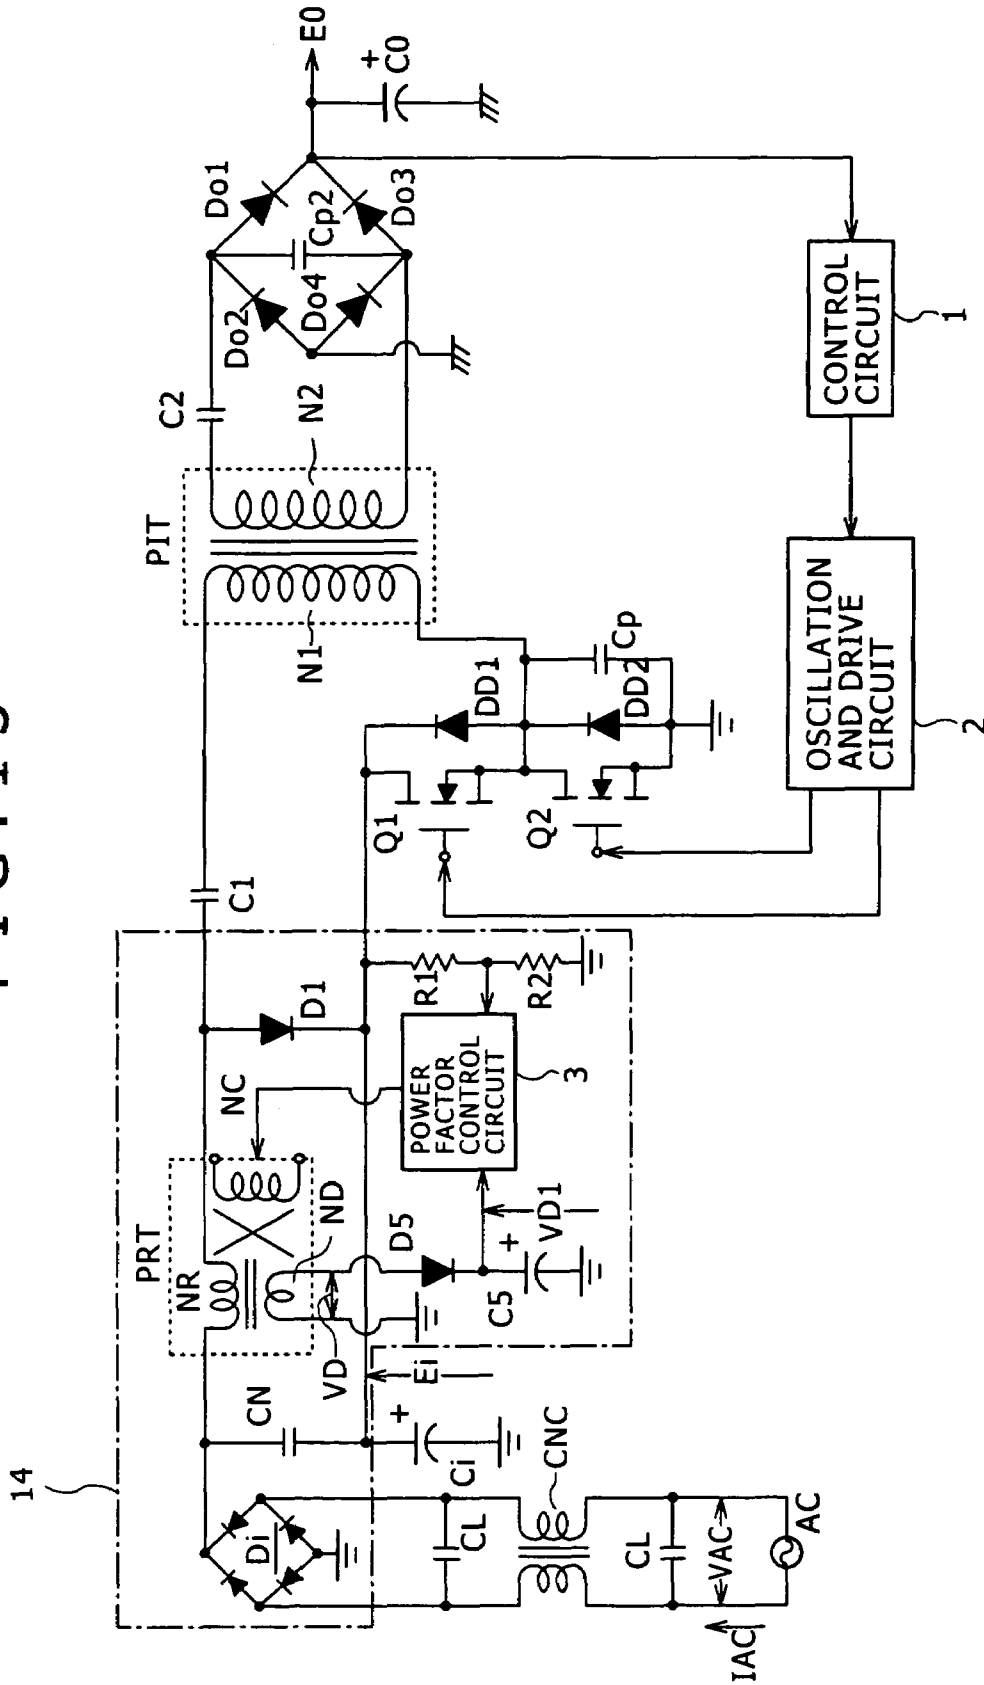 14
Di
CN
Ci
+
Ei
PRT
NR
VD
ND
NC
D5
C5
+
VD1
POWER
FACTOR
CONTROL
CIRCUIT
3
D1
R1
R2
C1
Q1
Q2
DD1
DD2
Cp
PIT
N1
N2
C2
Do1
Do2
Do3
Do4
Cp2
E0
+
C0
CONTROL
CIRCUIT
1
OSCILLATION
AND DRIVE
CIRCUIT
2
CL
CNC
CL
VAC
AC
IAC